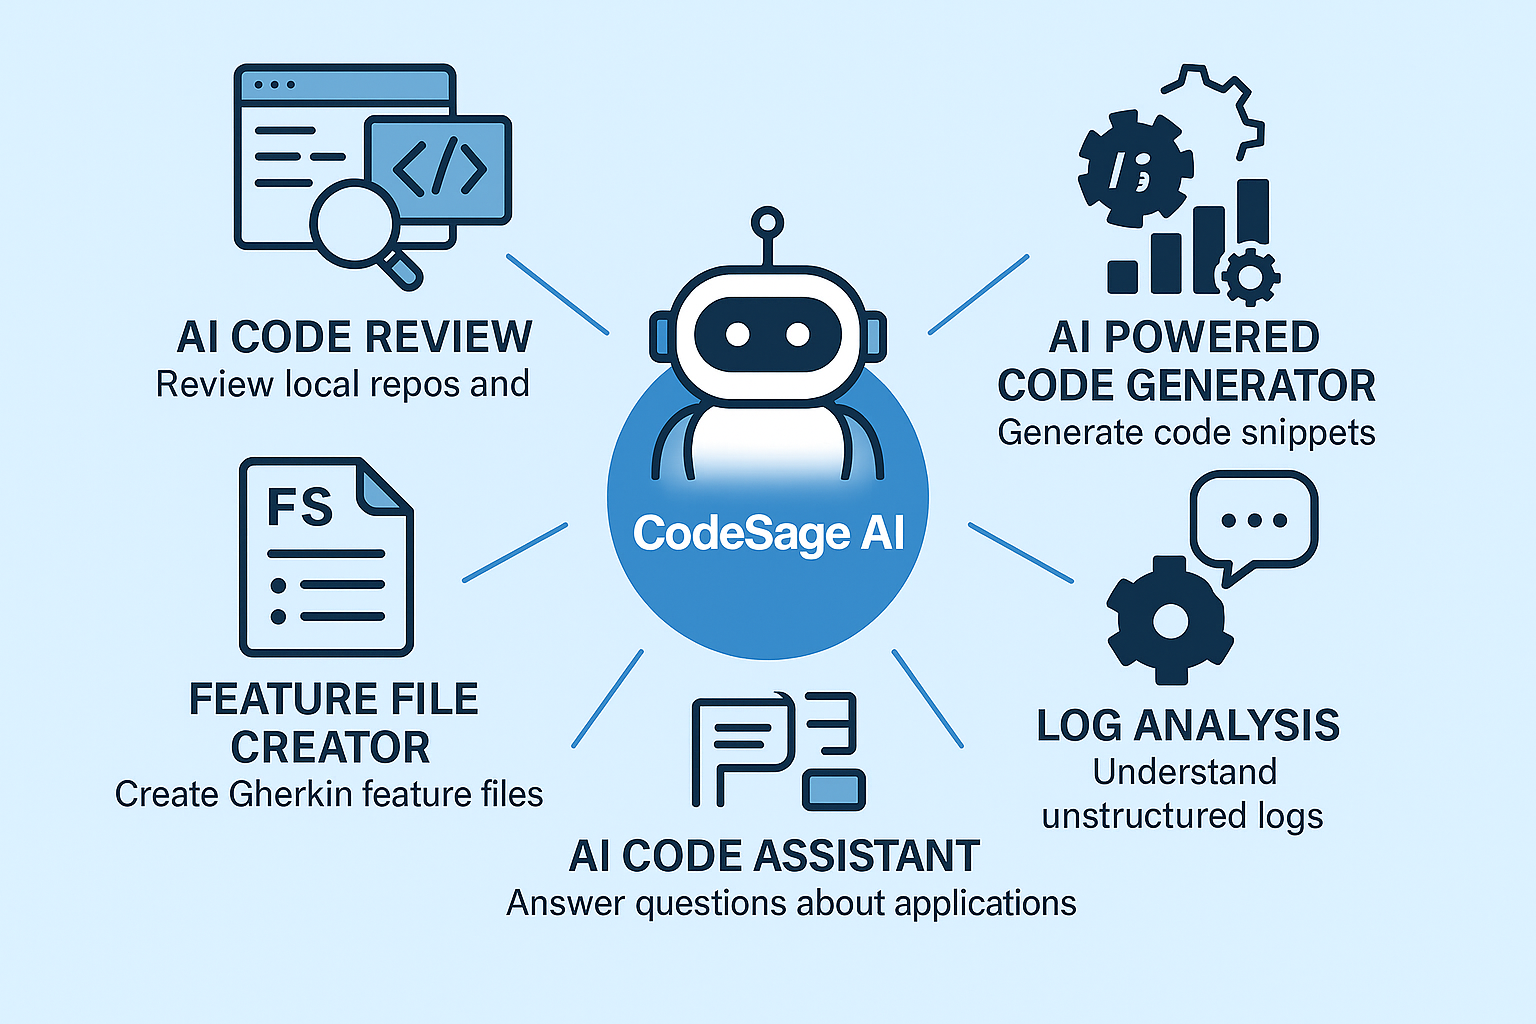 </>
AI CODE REVIEW
Review local repos and
AI POWERED
CODE GENERATOR
Generate code snippets
CodeSage AI
FS
FEATURE FILE
CREATOR
Create Gherkin feature files
LOG ANALYSIS
Understand
unstructured logs
AI CODE ASSISTANT
Answer questions about applications